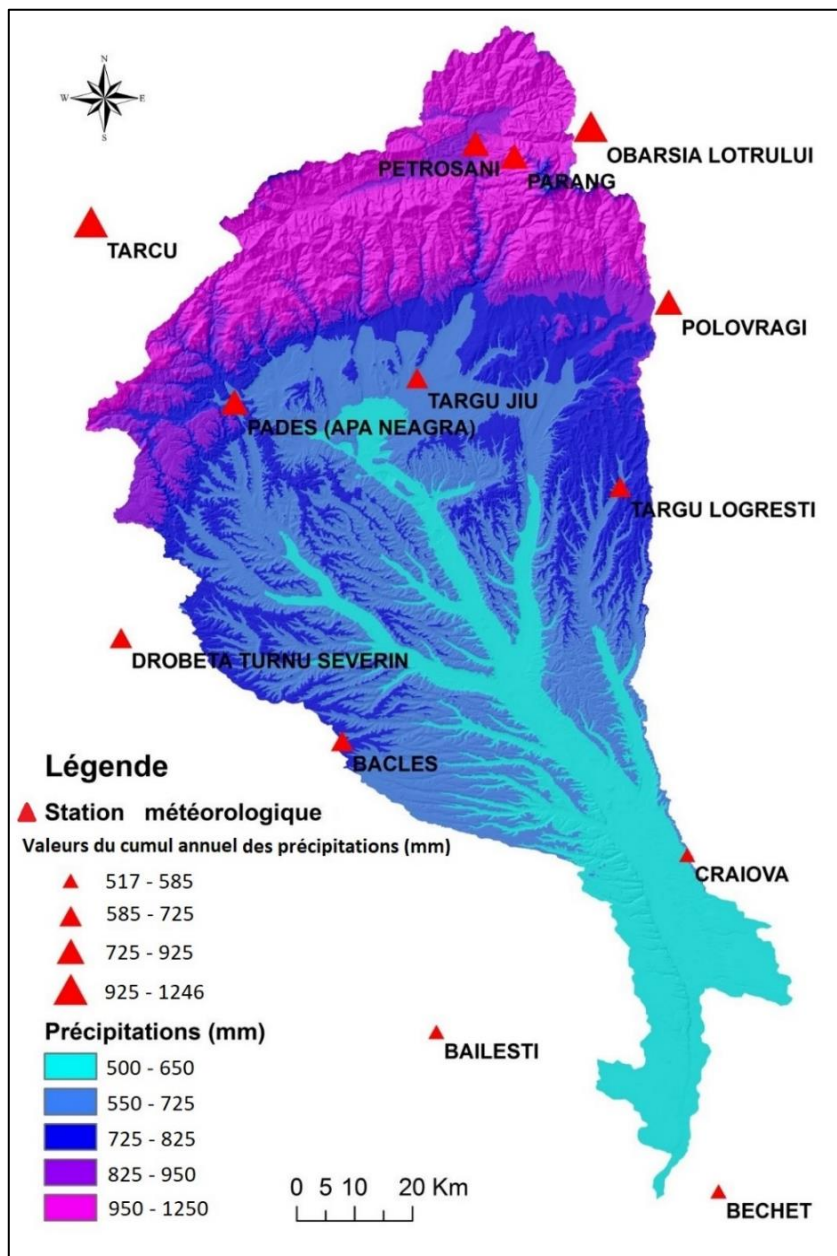 N
W E
S
OBARSIA LOTRULUI
PETROSANI
PARANG
TARCU
POLOVRAGI
TARGU JIU
PADES (APA NEAGRA)
TARGU LOGRESTI
DROBETA TURNU SEVERIN
BACLES
CRAIOVA
BAILESTI
BECHET
Légende
Station météorologique
Valeurs du cumul annuel des précipitations (mm)
517 - 585
585 - 725
725 - 925
925 - 1246
Précipitations (mm)
500 - 650
550 - 725
725 - 825
825 - 950
950 - 1250
0 5 10 20 Km